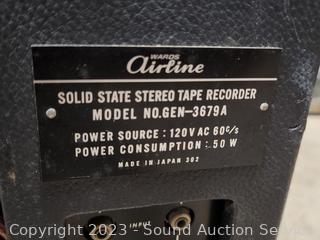 WARDS
Airline
SOLID STATE STEREO TAPE RECORDER
MODEL NO.GEN-3679A
POWER SOURCE : 120V AC 60c/s
POWER CONSUMPTION : 50 W
MADE IN JAPAN 302
INPUT
Copyright 2023 - Sound Auction Service